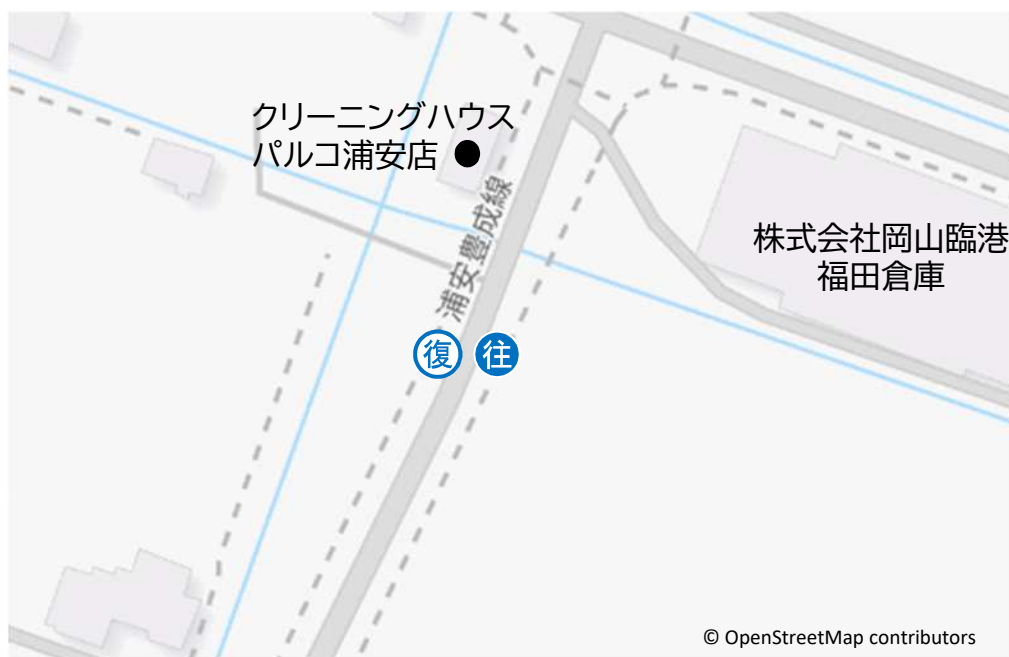 クリーニングハウス
パルコ浦安店
浦安豊成線
株式会社岡山臨港
福田倉庫
復 往
© OpenStreetMap contributors